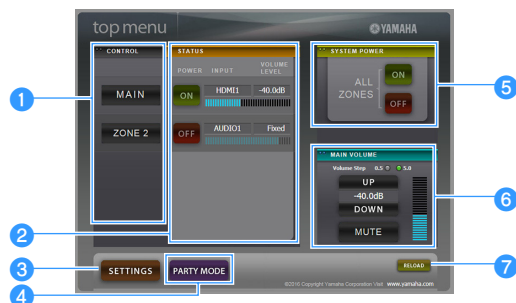 top menu
YAMAHA
CONTROL
STATUS
SYSTEM POWER
POWER INPUT VOLUME LEVEL
MAIN
ON HDMI1 -40.0dB
ZONE 2
OFF AUDIO1 Fixed
ALL ZONES
ON
OFF
MAIN VOLUME
Volume Step 0.5 5.0
UP
-40.0dB
DOWN
MUTE
SETTINGS
PARTY MODE
RELOAD
©2010 Copyright Yamaha Corporation Visit www.yamaha.com
1
2
3
4
5
6
7